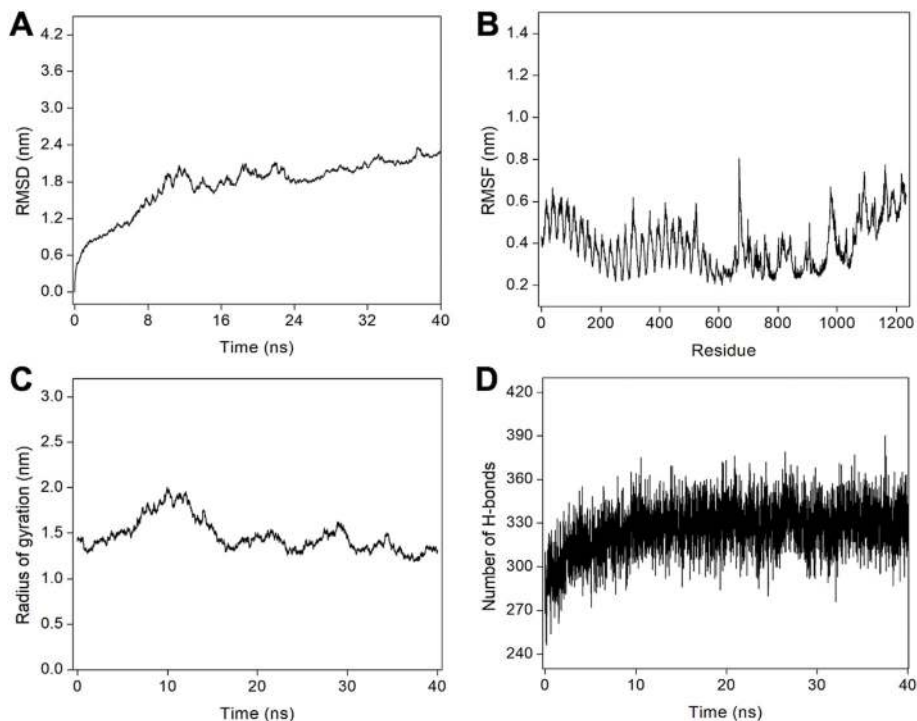 A
RMSD (nm)
4.2
3.6
3.0
2.4
1.8
1.2
0.6
0.0
0 8 16 24 32 40
Time (ns)
B
RMSF (nm)
1.4
1.2
1.0
0.8
0.6
0.4
0.2
0 200 400 600 800 1000 1200
Residue
C
Radius of gyration (nm)
3.0
2.5
2.0
1.5
1.0
0.5
0.0
0 10 20 30 40
Time (ns)
D
Number of H-bonds
420
390
360
330
300
270
240
0 10 20 30 40
Time (ns)